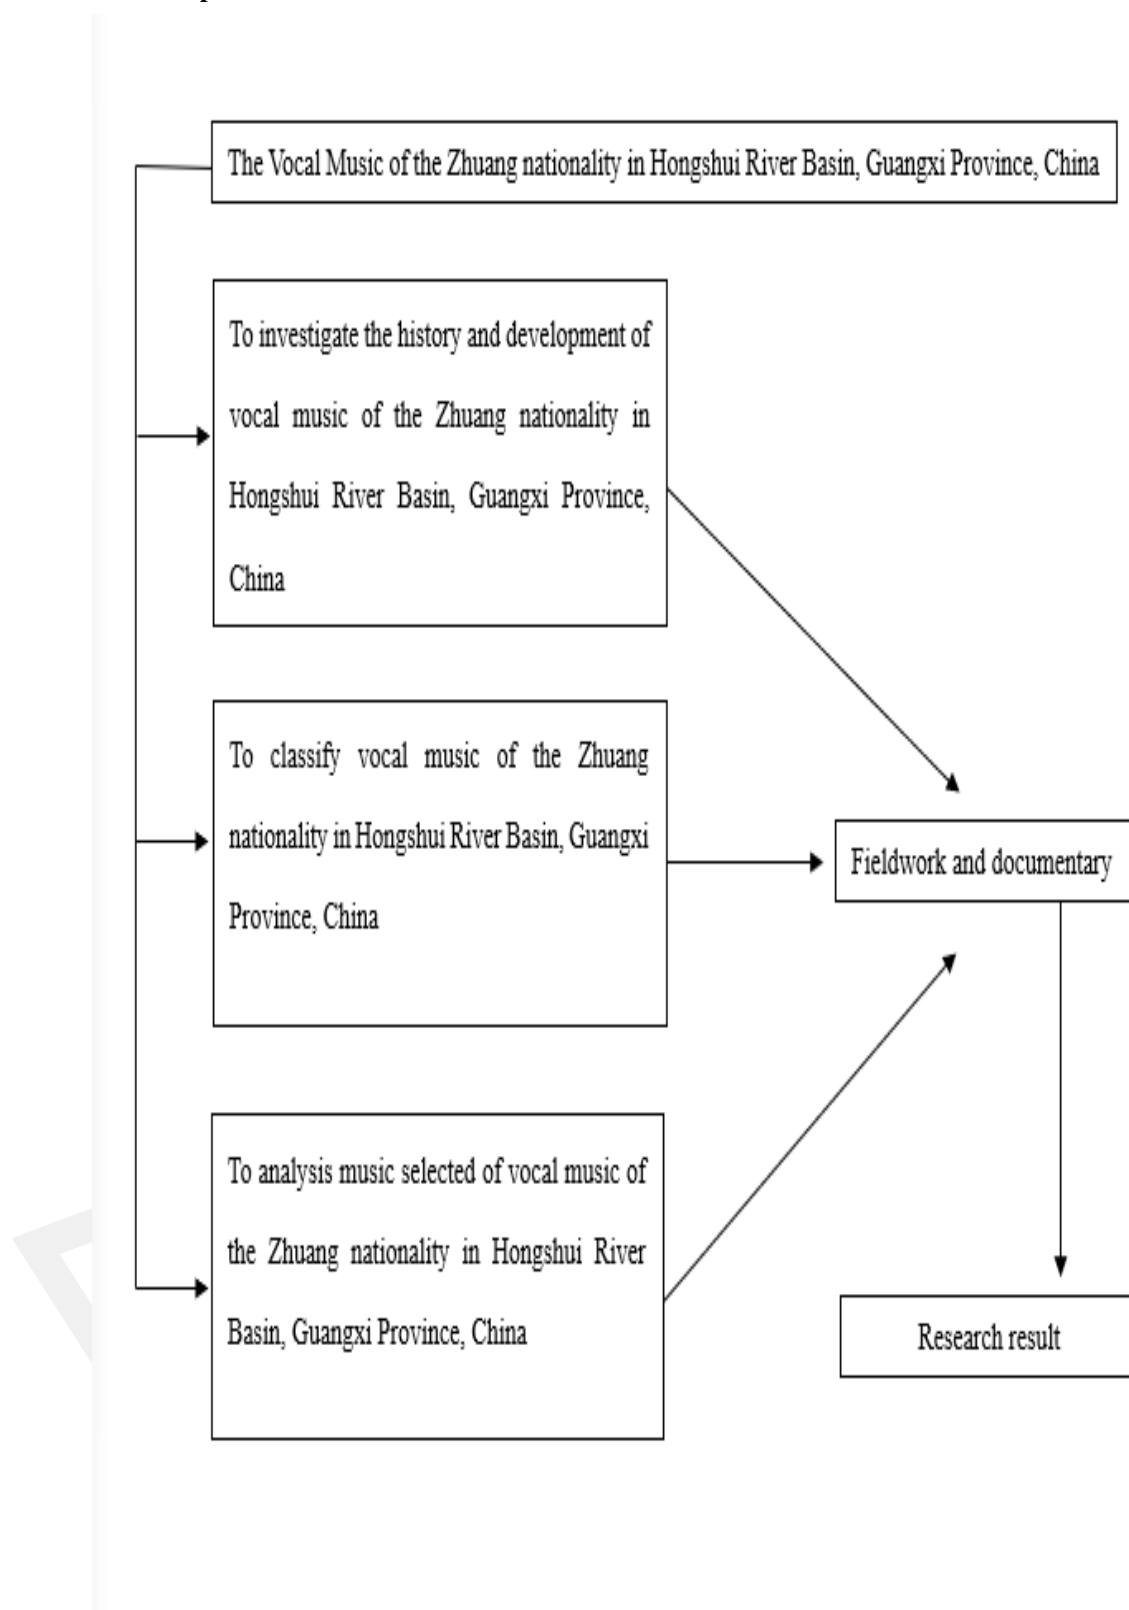 The Vocal Music of the Zhuang nationality in Hongshui River Basin, Guangxi Province, China
To investigate the history and development of
vocal music of the Zhuang nationality in
Hongshui River Basin, Guangxi Province,
China
To classify vocal music of the Zhuang
nationality in Hongshui River Basin, Guangxi
Province, China
Fieldwork and documentary
To analysis music selected of vocal music of
the Zhuang nationality in Hongshui River
Basin, Guangxi Province, China
Research result